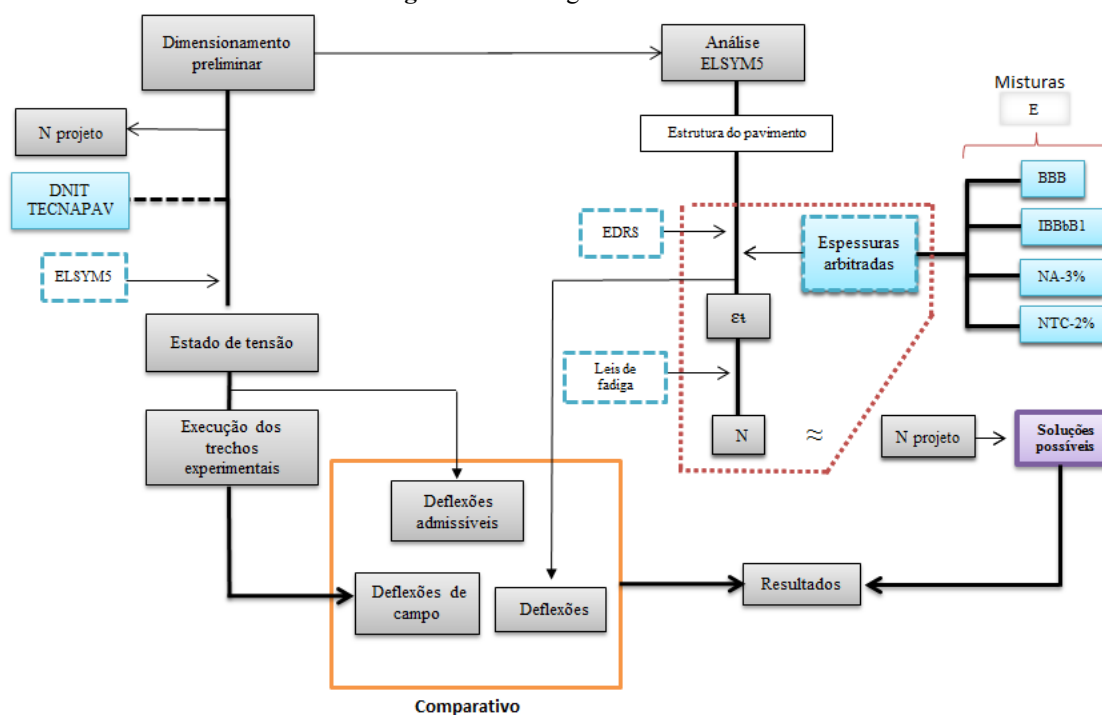 Dimensionamento
preliminar
Análise
ELSYM5
Misturas
E
N projeto
Estrutura do pavimento
BBB
DNIT
TECNAPAV
EDRS
Espessuras
arbitradas
IBBbB1
ELSYM5
NA-3%
εt
NTC-2%
Estado de tensão
Leis de
fadiga
Execução dos
trechos
experimentais
N
≈
N projeto
Soluções
possíveis
Deflexões
admissíveis
Deflexões de
campo
Deflexões
Resultados
Comparativo